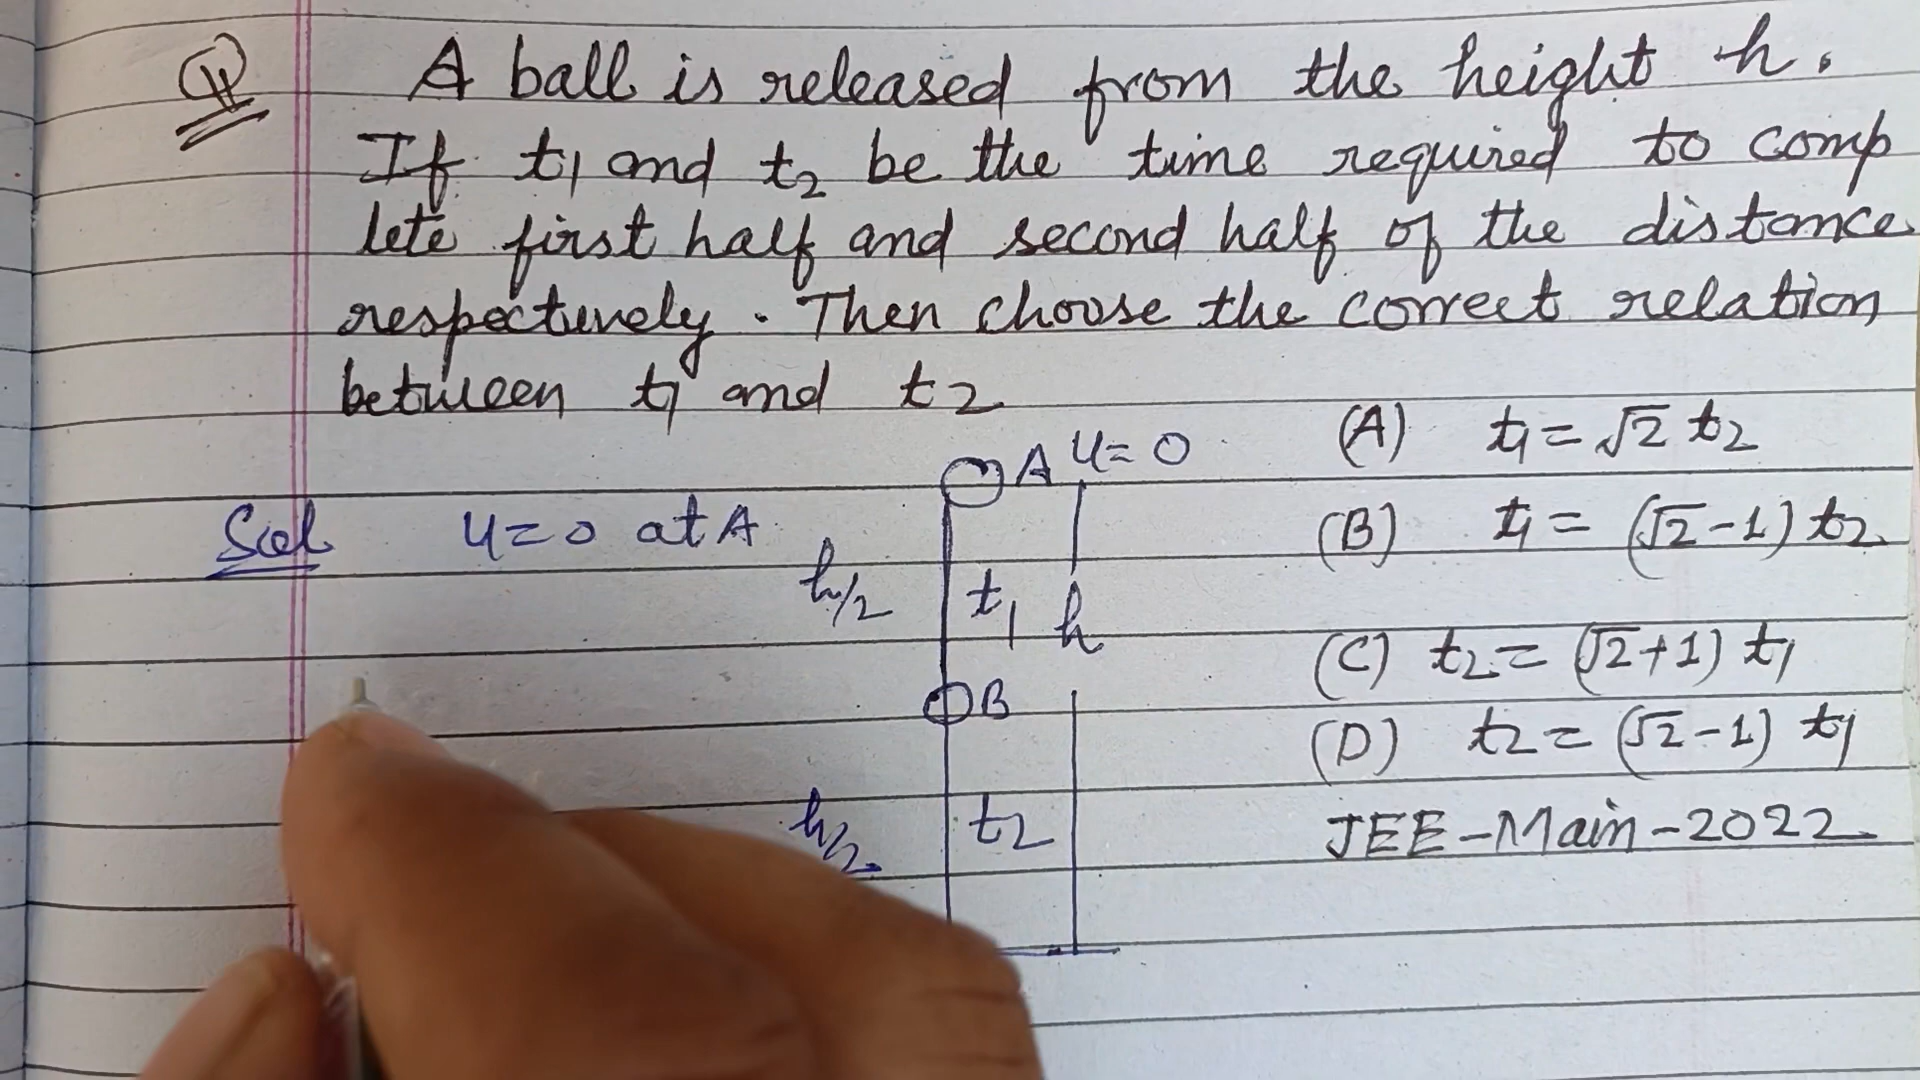 Q
A ball is released from the height h.
If t1 and t2 be the time required to comp
lete first half and second half of the distance
respectively. Then choose the correct relation
between t1 and t2
(A) t1 = √2 t2
(B) t1 = (√2-1) t2
(C) t2 = (√2+1) t1
(D) t2 = (√2-1) t1
JEE-Main-2022
Sol u=0 at A
A u=0
h/2 t1 h
B
h/2 t2